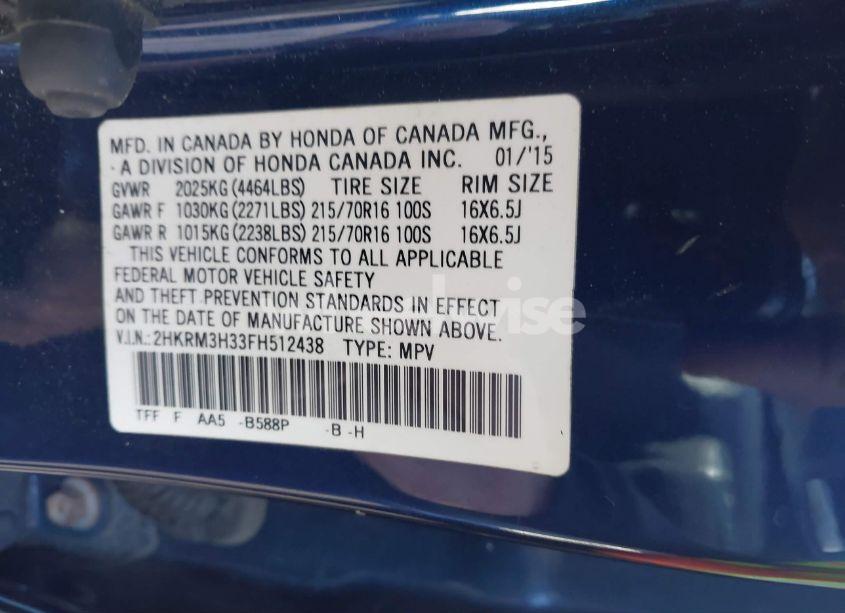 MFD. IN CANADA BY HONDA OF CANADA MFG.,
A DIVISION OF HONDA CANADA INC. 01/'15
GVWR 2025KG (4464LBS) TIRE SIZE RIM SIZE
GAWR F 1030KG (2271LBS) 215/70R16 100S 16X6.5J
GAWR R 1015KG (2238LBS) 215/70R16 100S 16X6.5J
THIS VEHICLE CONFORMS TO ALL APPLICABLE
FEDERAL MOTOR VEHICLE SAFETY
AND THEFT PREVENTION STANDARDS IN EFFECT
ON THE DATE OF MANUFACTURE SHOWN ABOVE.
V.I.N.: 2HKRM3H33FH512438 TYPE: MPV
TFF F AA5 -B588P -B -H